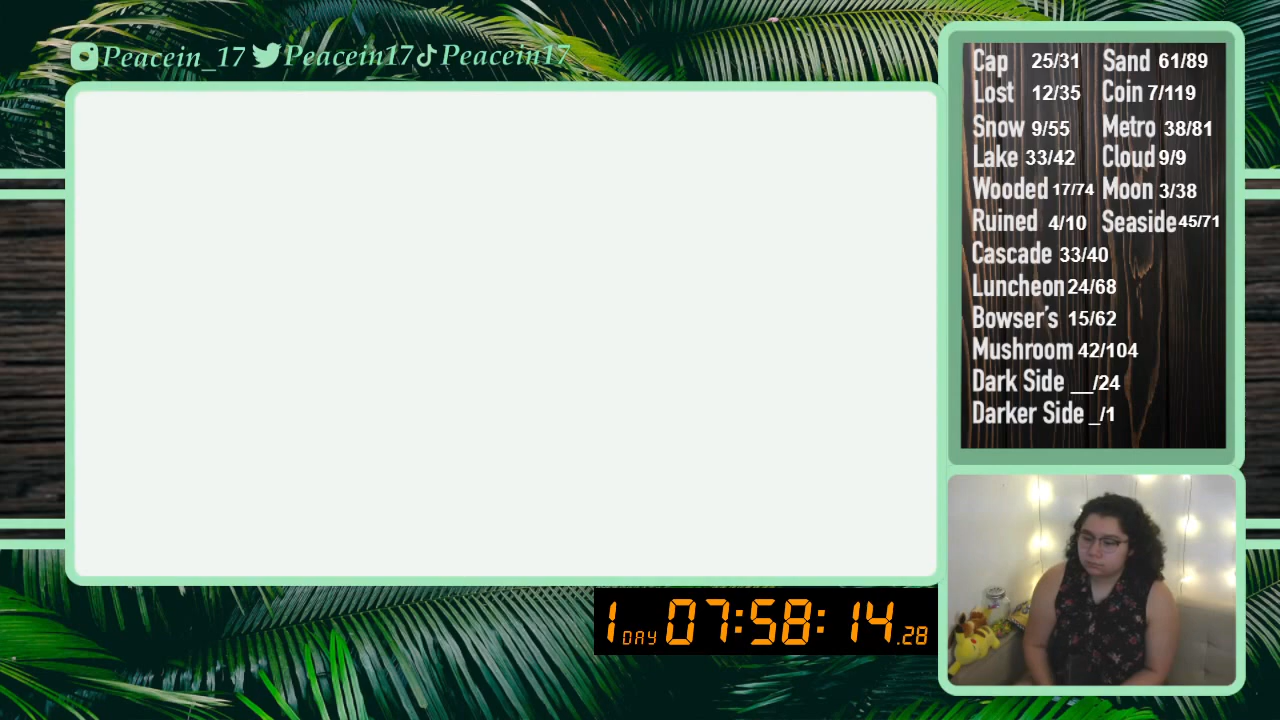 Peacein_17 Peacein17 Peacein17
Cap 25/31 Sand 61/89
Lost 12/35 Coin 7/119
Snow 9/55 Metro 38/81
Lake 33/42 Cloud 9/9
Wooded 17/74 Moon 3/38
Ruined 4/10 Seaside 45/71
Cascade 33/40
Luncheon 24/68
Bowser's 15/62
Mushroom 42/104
Dark Side __/24
Darker Side _/1
1 DAY 07:58:14.28